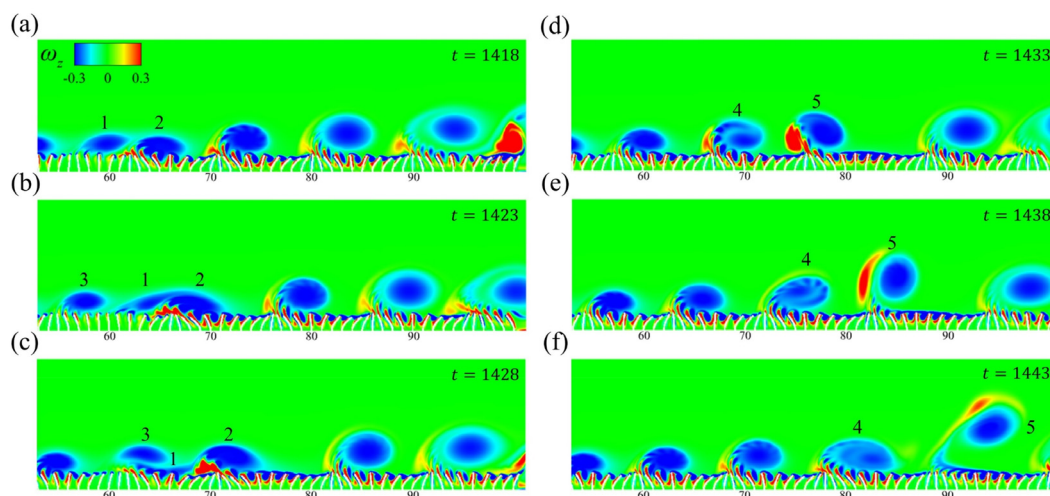 (a)
ω_z
-0.3 0 0.3
t = 1418
1 2
60 70 80 90
(b)
t = 1423
3 1 2
60 70 80 90
(c)
t = 1428
3 1 2
60 70 80 90
(d)
t = 1433
4 5
60 70 80 90
(e)
t = 1438
4 5
60 70 80 90
(f)
t = 1443
4 5
60 70 80 90